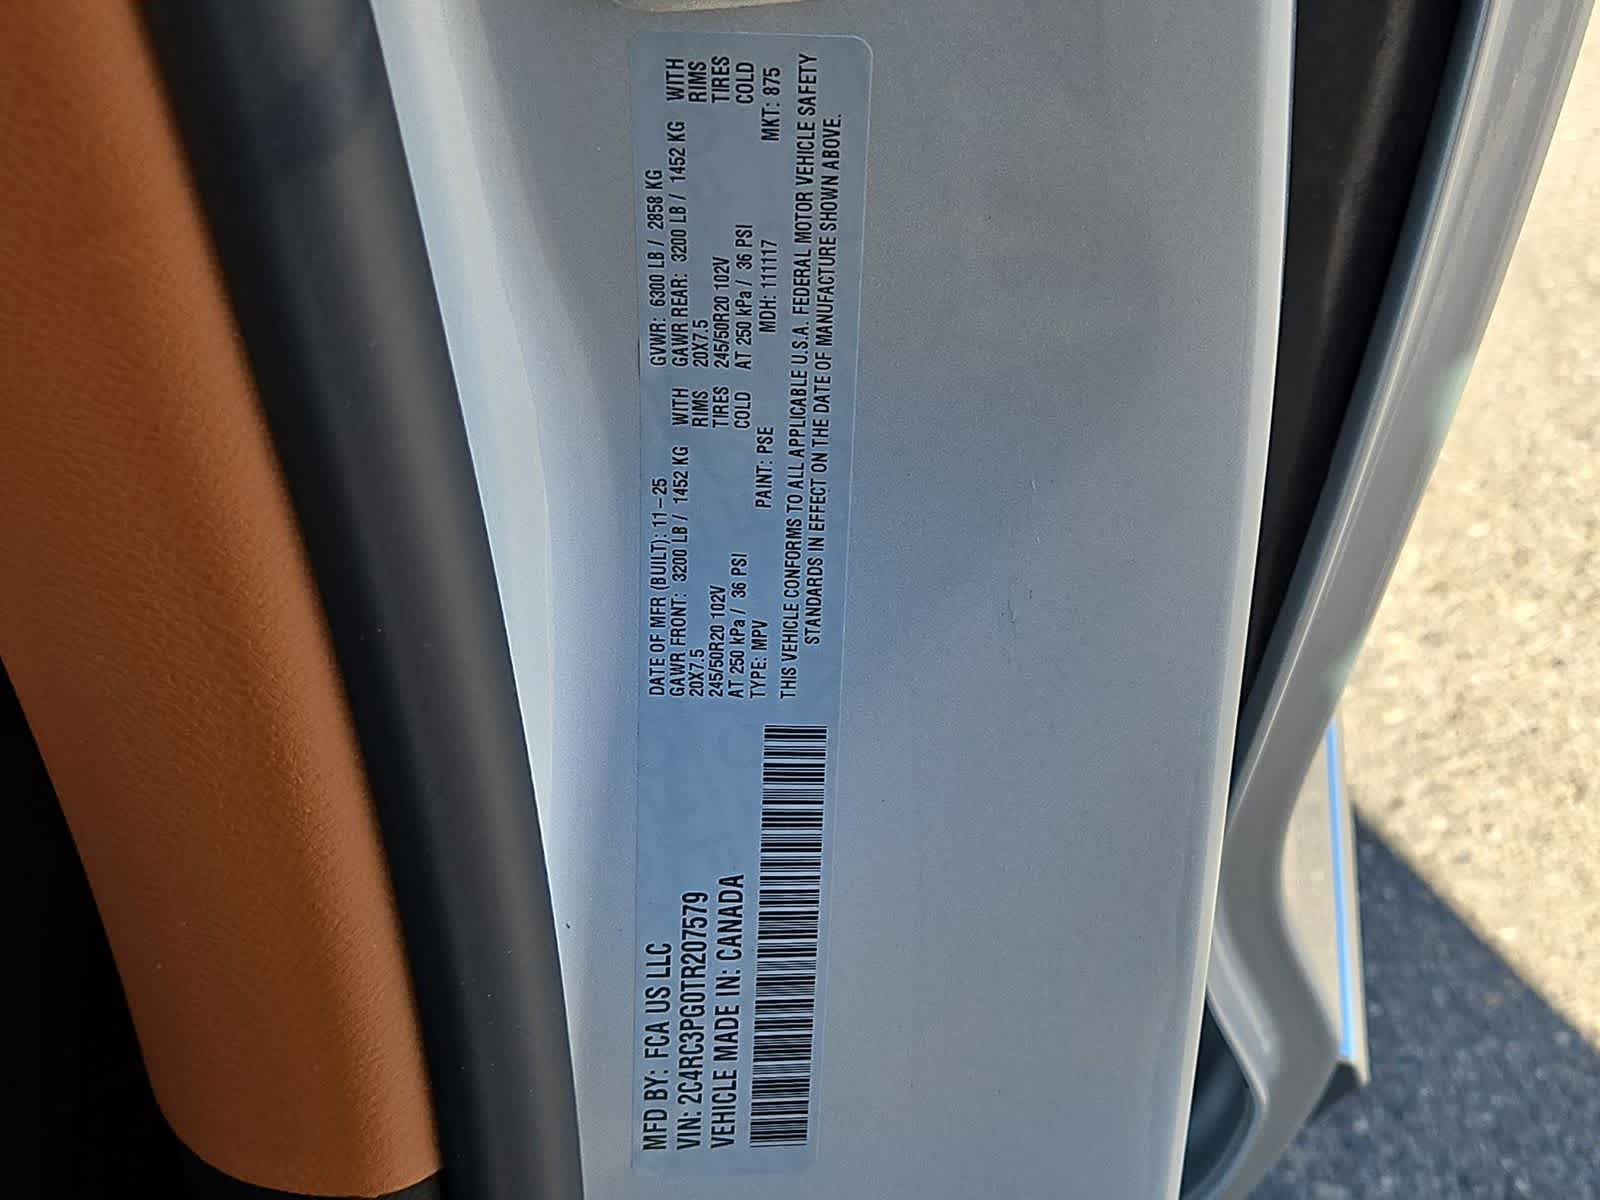 MFD BY: FCA US LLC
VIN: 2C4RC3PG0TR207579
VEHICLE MADE IN: CANADA
DATE OF MFR (BUILT): 11-25 GVWR: 6300 LB / 2858 KG
GAWR FRONT: 3200 LB / 1452 KG WITH GAWR REAR: 3200 LB / 1452 KG WITH
20X7.5 RIMS 20X7.5 RIMS
245/50R20 102V TIRES 245/50R20 102V TIRES
AT 250 kPa / 36 PSI COLD AT 250 kPa / 36 PSI COLD
TYPE: MPV PAINT: PSE MDH: 111117 MKT: 875
THIS VEHICLE CONFORMS TO ALL APPLICABLE U.S.A. FEDERAL MOTOR VEHICLE SAFETY
STANDARDS IN EFFECT ON THE DATE OF MANUFACTURE SHOWN ABOVE.